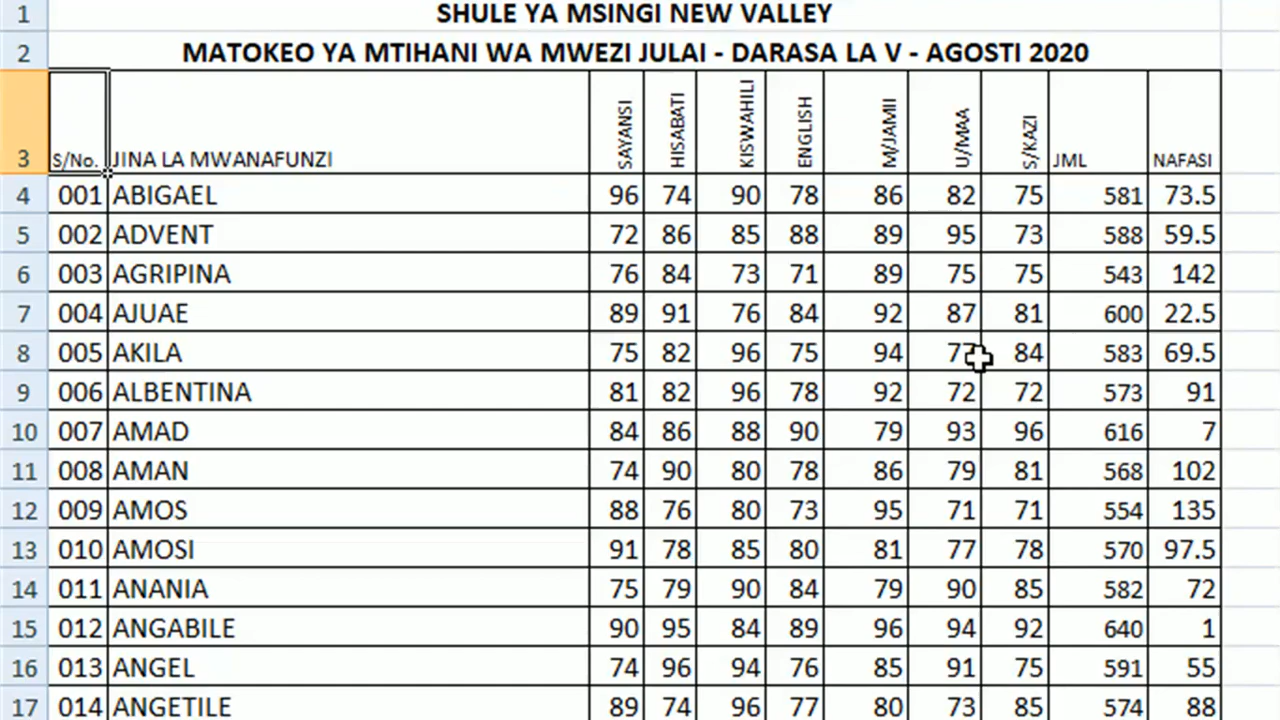 1 SHULE YA MSINGI NEW VALLEY
2 MATOKEO YA MTIHANI WA MWEZI JULAI - DARASA LA V - AGOSTI 2020
3 S/No. JINA LA MWANAFUNZI SAYANSI HISABATI KISWAHILI ENGLISH M/JAMII U/MAA S/KAZI JML NAFASI
4 001 ABIGAEL 96 74 90 78 86 82 75 581 73.5
5 002 ADVENT 72 86 85 88 89 95 73 588 59.5
6 003 AGRIPINA 76 84 73 71 89 75 75 543 142
7 004 AJUAE 89 91 76 84 92 87 81 600 22.5
8 005 AKILA 75 82 96 75 94 77 84 583 69.5
9 006 ALBENTINA 81 82 96 78 92 72 72 573 91
10 007 AMAD 84 86 88 90 79 93 96 616 7
11 008 AMAN 74 90 80 78 86 79 81 568 102
12 009 AMOS 88 76 80 73 95 71 71 554 135
13 010 AMOSI 91 78 85 80 81 77 78 570 97.5
14 011 ANANIA 75 79 90 84 79 90 85 582 72
15 012 ANGABILE 90 95 84 89 96 94 92 640 1
16 013 ANGEL 74 96 94 76 85 91 75 591 55
17 014 ANGETILE 89 74 96 77 80 73 85 574 88